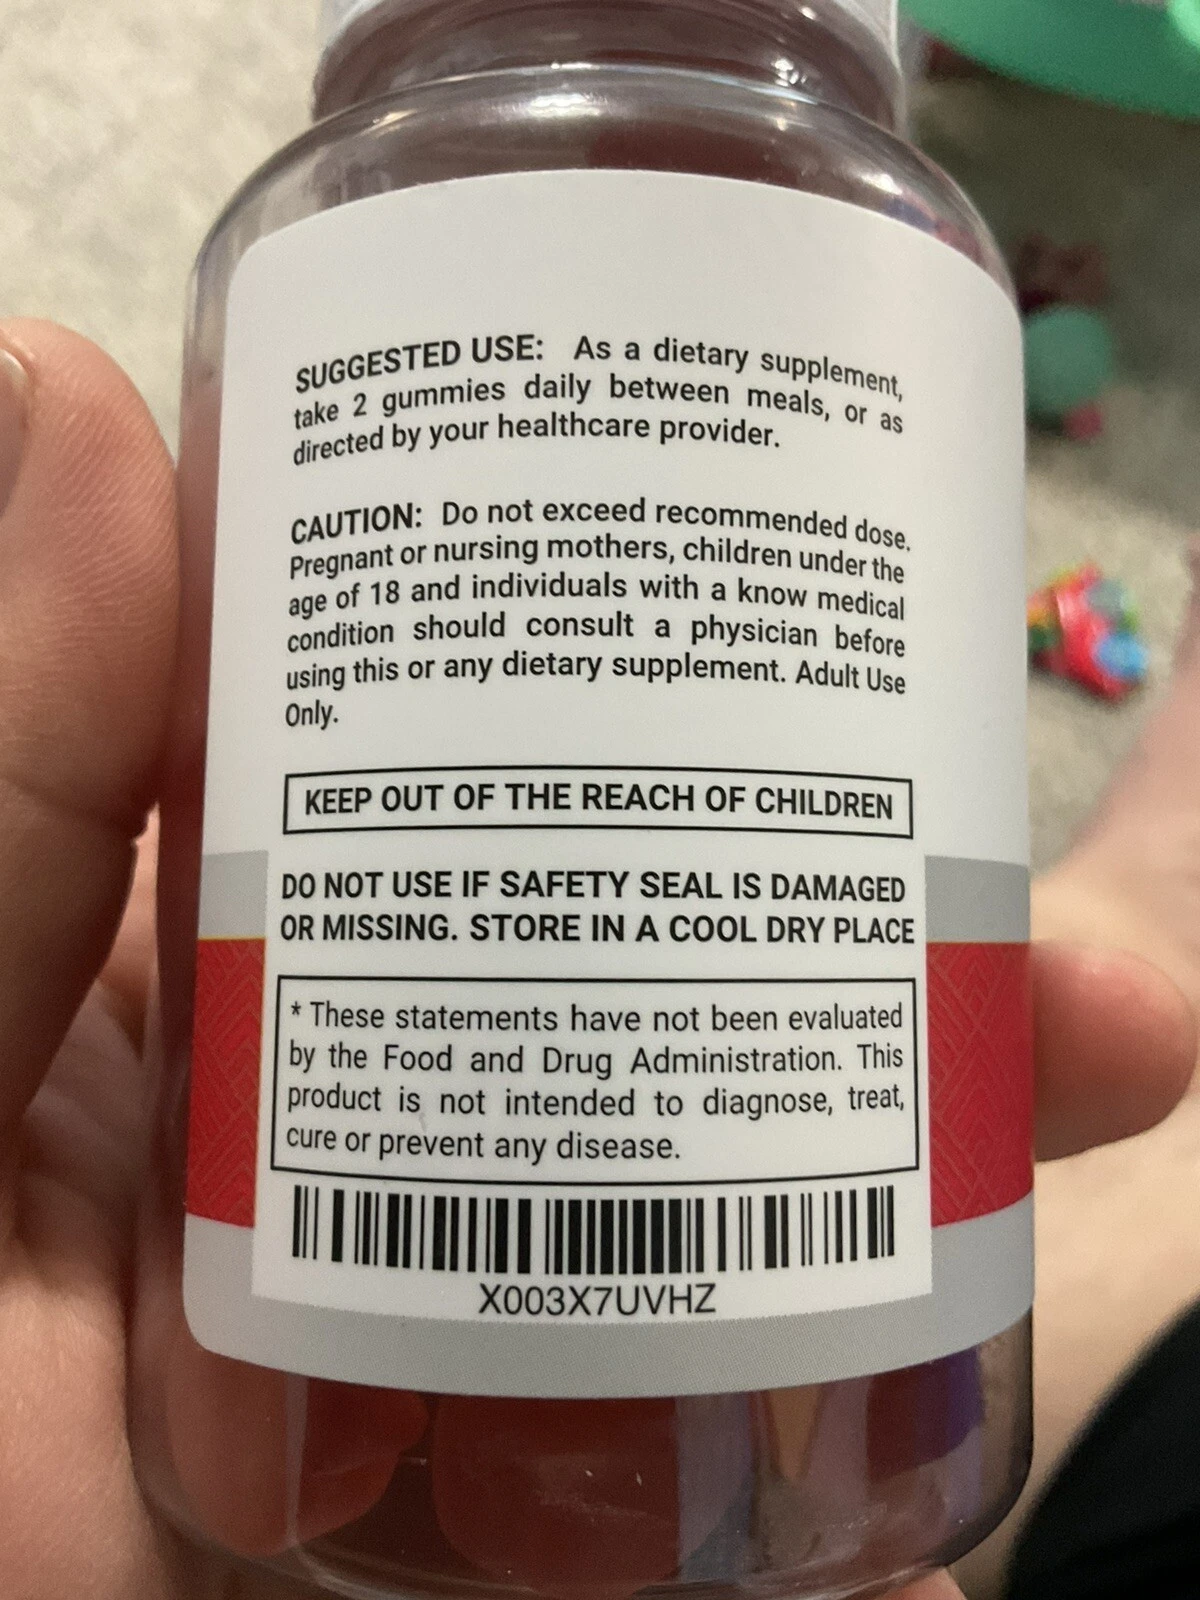 SUGGESTED USE: As a dietary supplement,
take 2 gummies daily between meals, or as
directed by your healthcare provider.
CAUTION: Do not exceed recommended dose.
Pregnant or nursing mothers, children under the
age of 18 and individuals with a know medical
condition should consult a physician before
using this or any dietary supplement. Adult Use
Only.
KEEP OUT OF THE REACH OF CHILDREN
DO NOT USE IF SAFETY SEAL IS DAMAGED
OR MISSING. STORE IN A COOL DRY PLACE
* These statements have not been evaluated
by the Food and Drug Administration. This
product is not intended to diagnose, treat,
cure or prevent any disease.
X003X7UVHZ